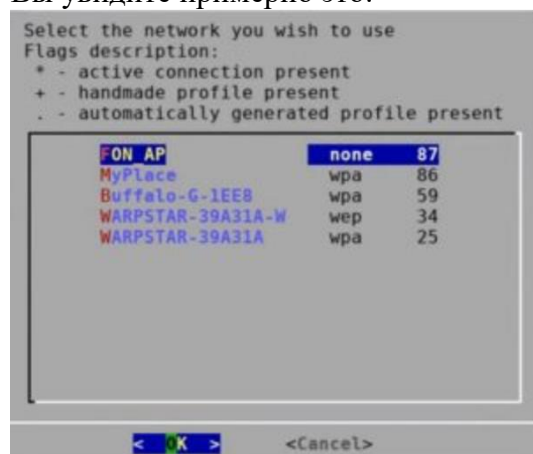 Вы увидите примерно это:
Select the network you wish to use
Flags description:
* - active connection present
+ - handmade profile present
. - automatically generated profile present
FON_AP none 87
MyPlace wpa 86
Buffalo-G-1EE8 wpa 59
WARPSTAR-39A31A-W wep 34
WARPSTAR-39A31A wpa 25
< OK > <Cancel>